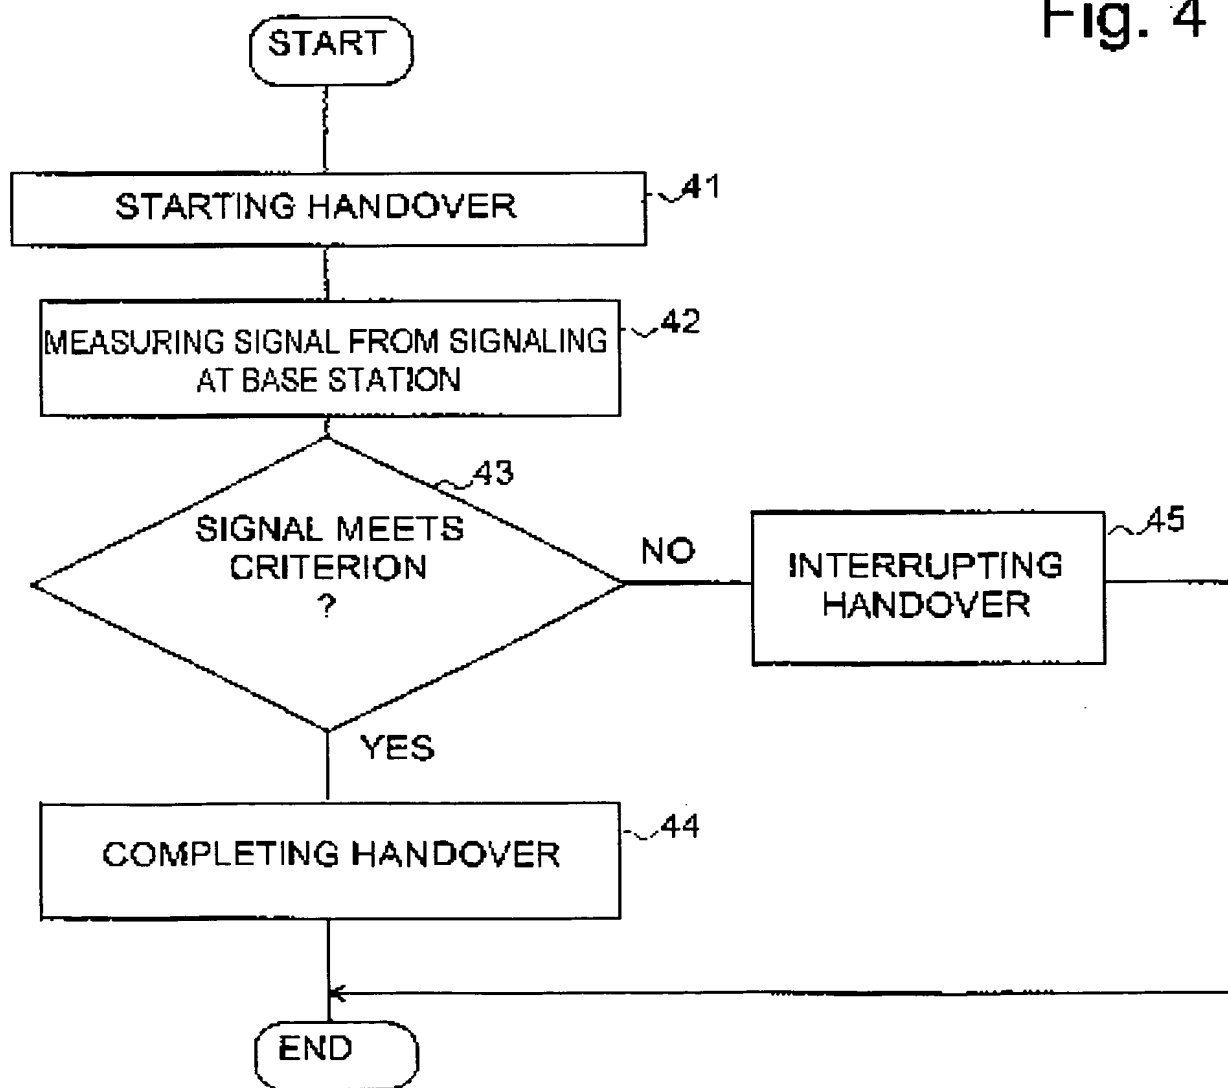 Fig. 4
START
STARTING HANDOVER
41
MEASURING SIGNAL FROM SIGNALING
AT BASE STATION
42
43
SIGNAL MEETS
CRITERION
?
NO
INTERRUPTING
HANDOVER
45
YES
COMPLETING HANDOVER
44
END